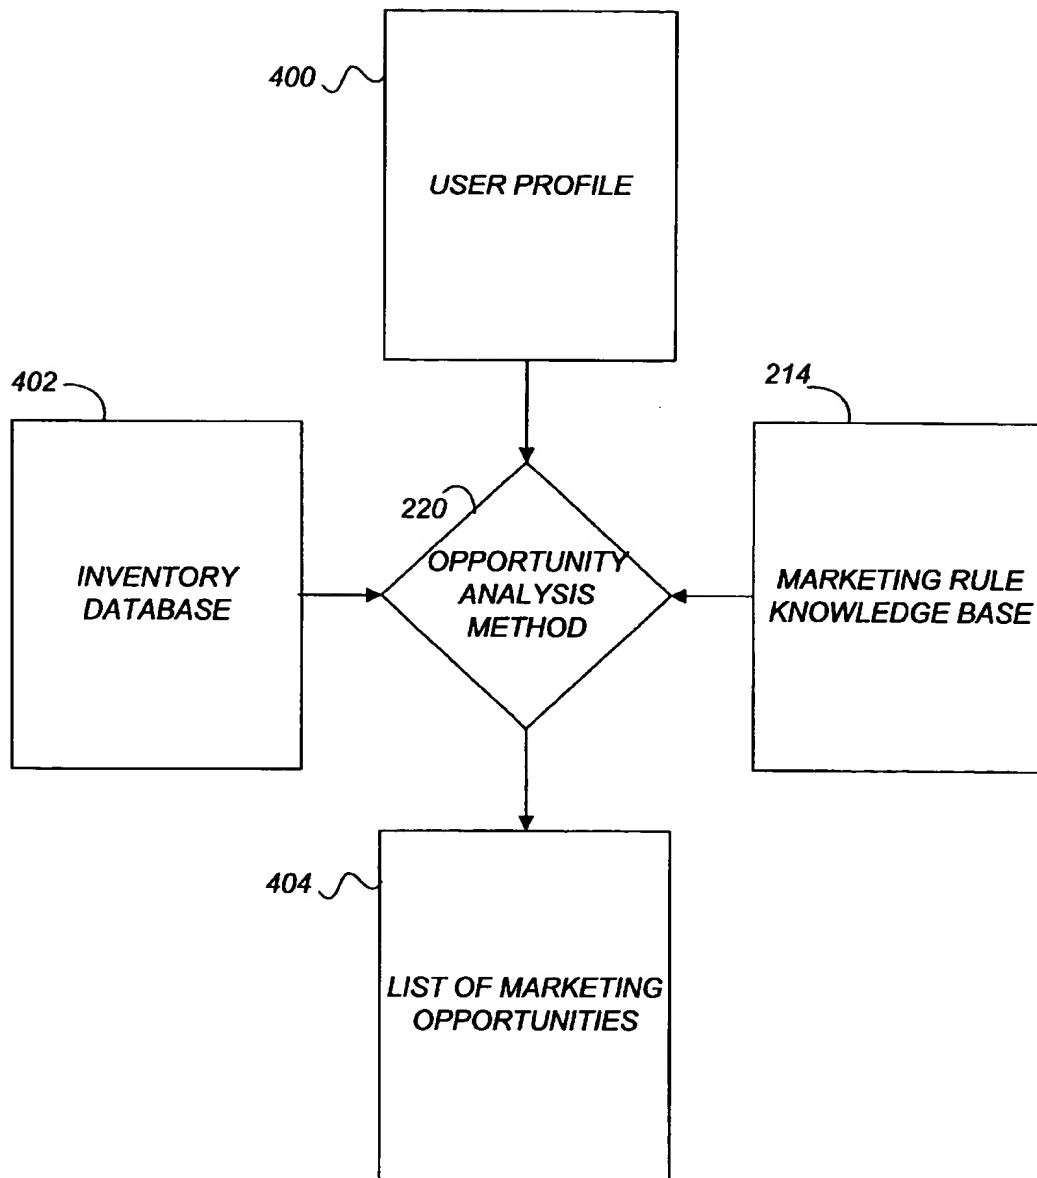 400
USER PROFILE
402
214
220
INVENTORY
DATABASE
OPPORTUNITY
ANALYSIS
METHOD
MARKETING RULE
KNOWLEDGE BASE
404
LIST OF MARKETING
OPPORTUNITIES